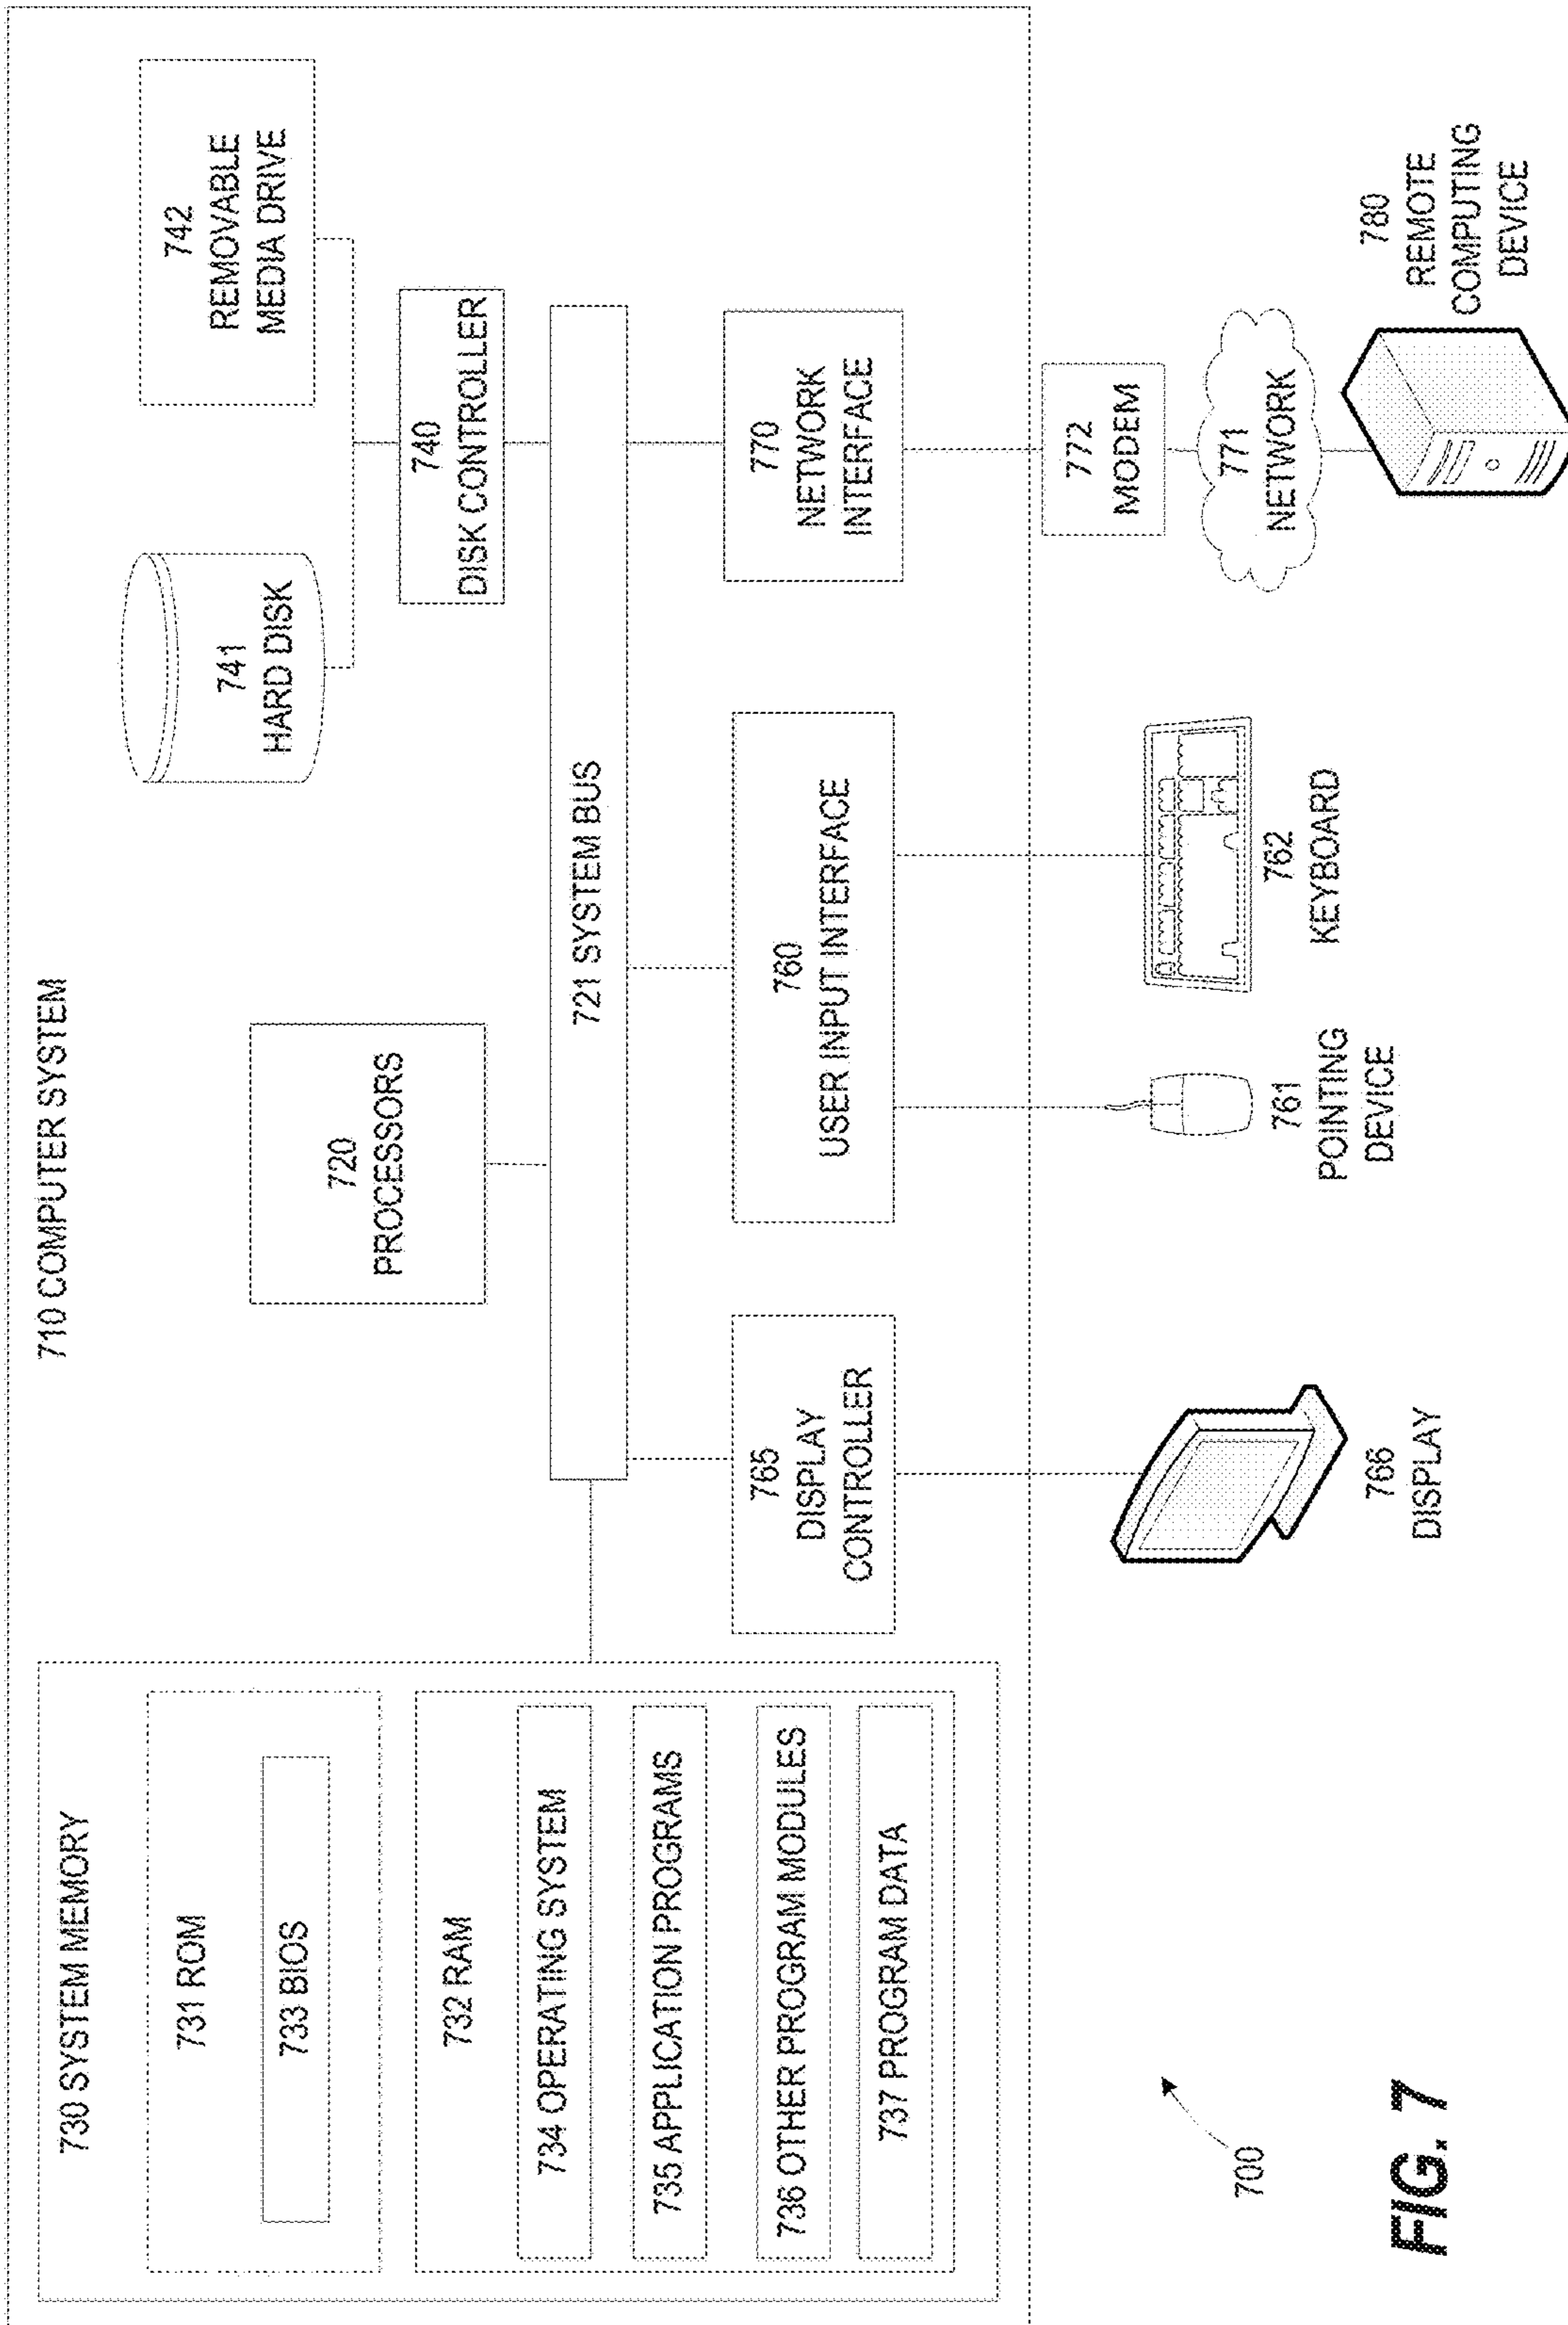 710 COMPUTER SYSTEM
730 SYSTEM MEMORY
731 ROM
733 BIOS
732 RAM
734 OPERATING SYSTEM
735 APPLICATION PROGRAMS
736 OTHER PROGRAM MODULES
737 PROGRAM DATA
720
PROCESSORS
741
HARD DISK
742
REMOVABLE
MEDIA DRIVE
740
DISK CONTROLLER
721 SYSTEM BUS
765
DISPLAY
CONTROLLER
760
USER INPUT INTERFACE
770
NETWORK
INTERFACE
772
MODEM
771
NETWORK
766
DISPLAY
761
POINTING
DEVICE
762
KEYBOARD
780
REMOTE
COMPUTING
DEVICE
700
FIG. 7